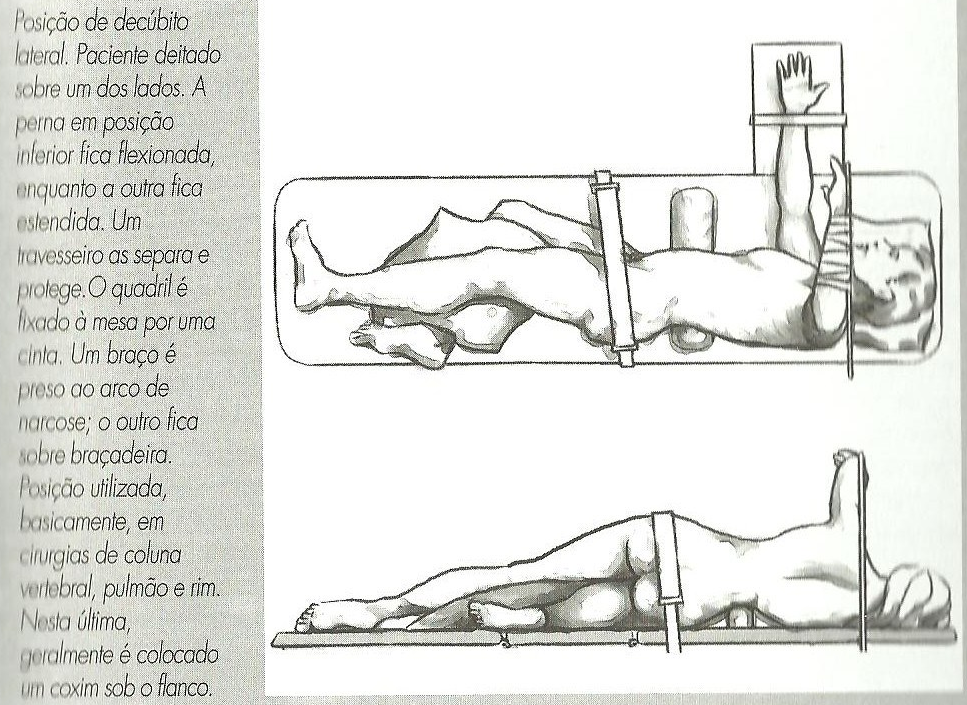 Posição de decúbito
lateral. Paciente deitado
sobre um dos lados. A
perna em posição
inferior fica flexionada,
enquanto a outra fica
estendida. Um
travesseiro as separa e
protege.O quadril é
fixado à mesa por uma
cinta. Um braço é
preso ao arco de
narcose; o outro fica
sobre braçadeira.
Posição utilizada,
basicamente, em
cirurgias de coluna
vertebral, pulmão e rim.
Nesta última,
geralmente é colocado
um coxim sob o flanco.